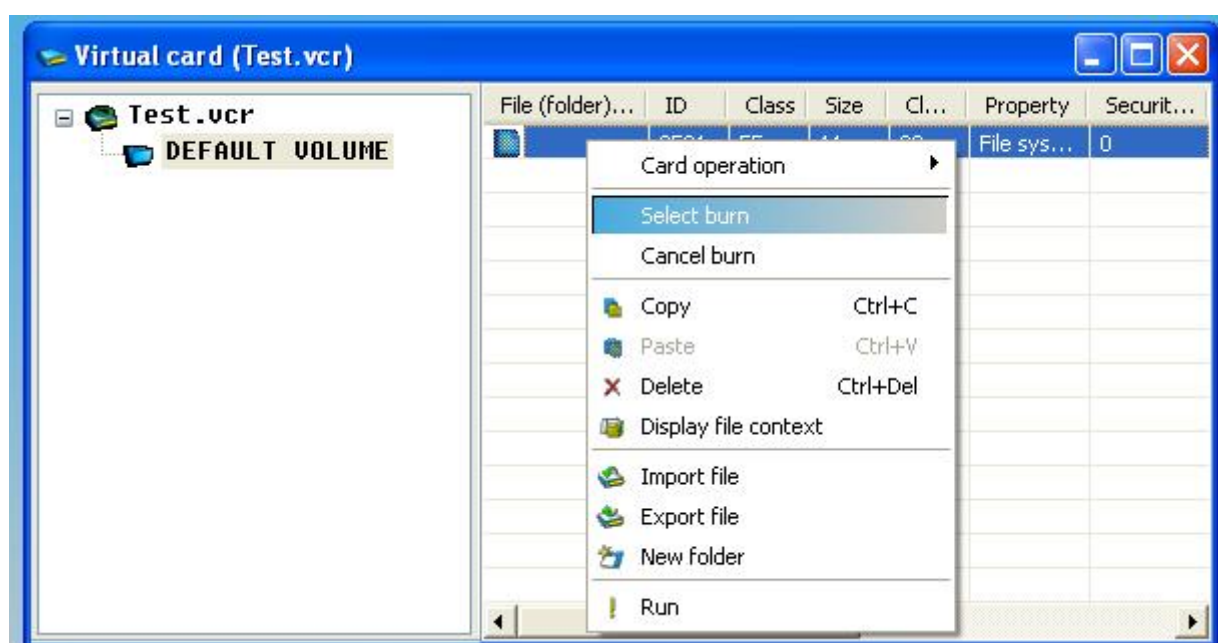 Virtual card (Test.vcr)
Test.vcr
DEFAULT VOLUME
File (folder)... ID Class Size Cl... Property Securit...
File sys... 0
Card operation
Select burn
Cancel burn
Copy Ctrl+C
Paste Ctrl+V
Delete Ctrl+Del
Display file context
Import file
Export file
New folder
Run